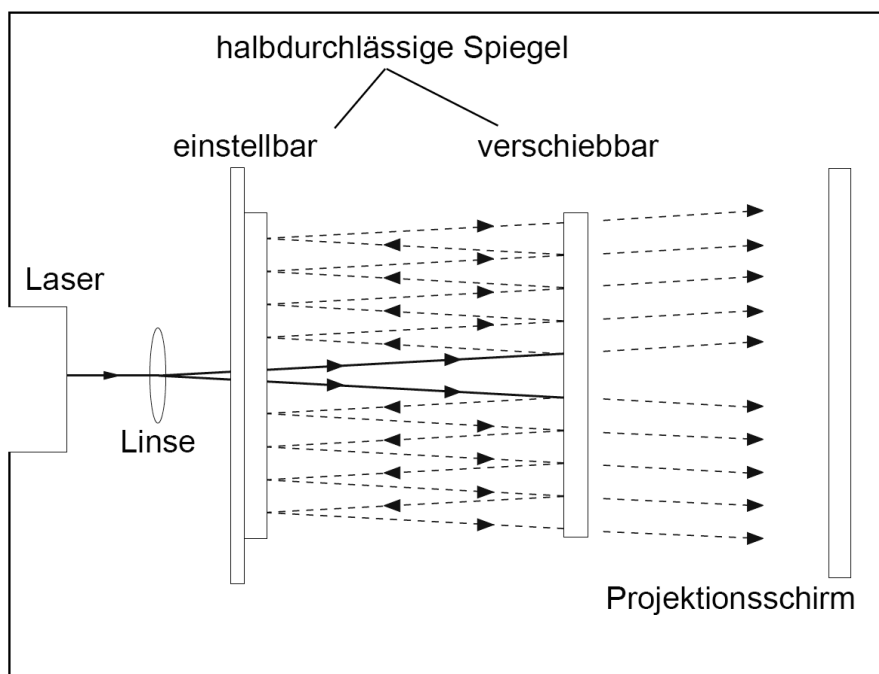 halbdurchlässige Spiegel
einstellbar
verschiebbar
Laser
Linse
Projektionsschirm